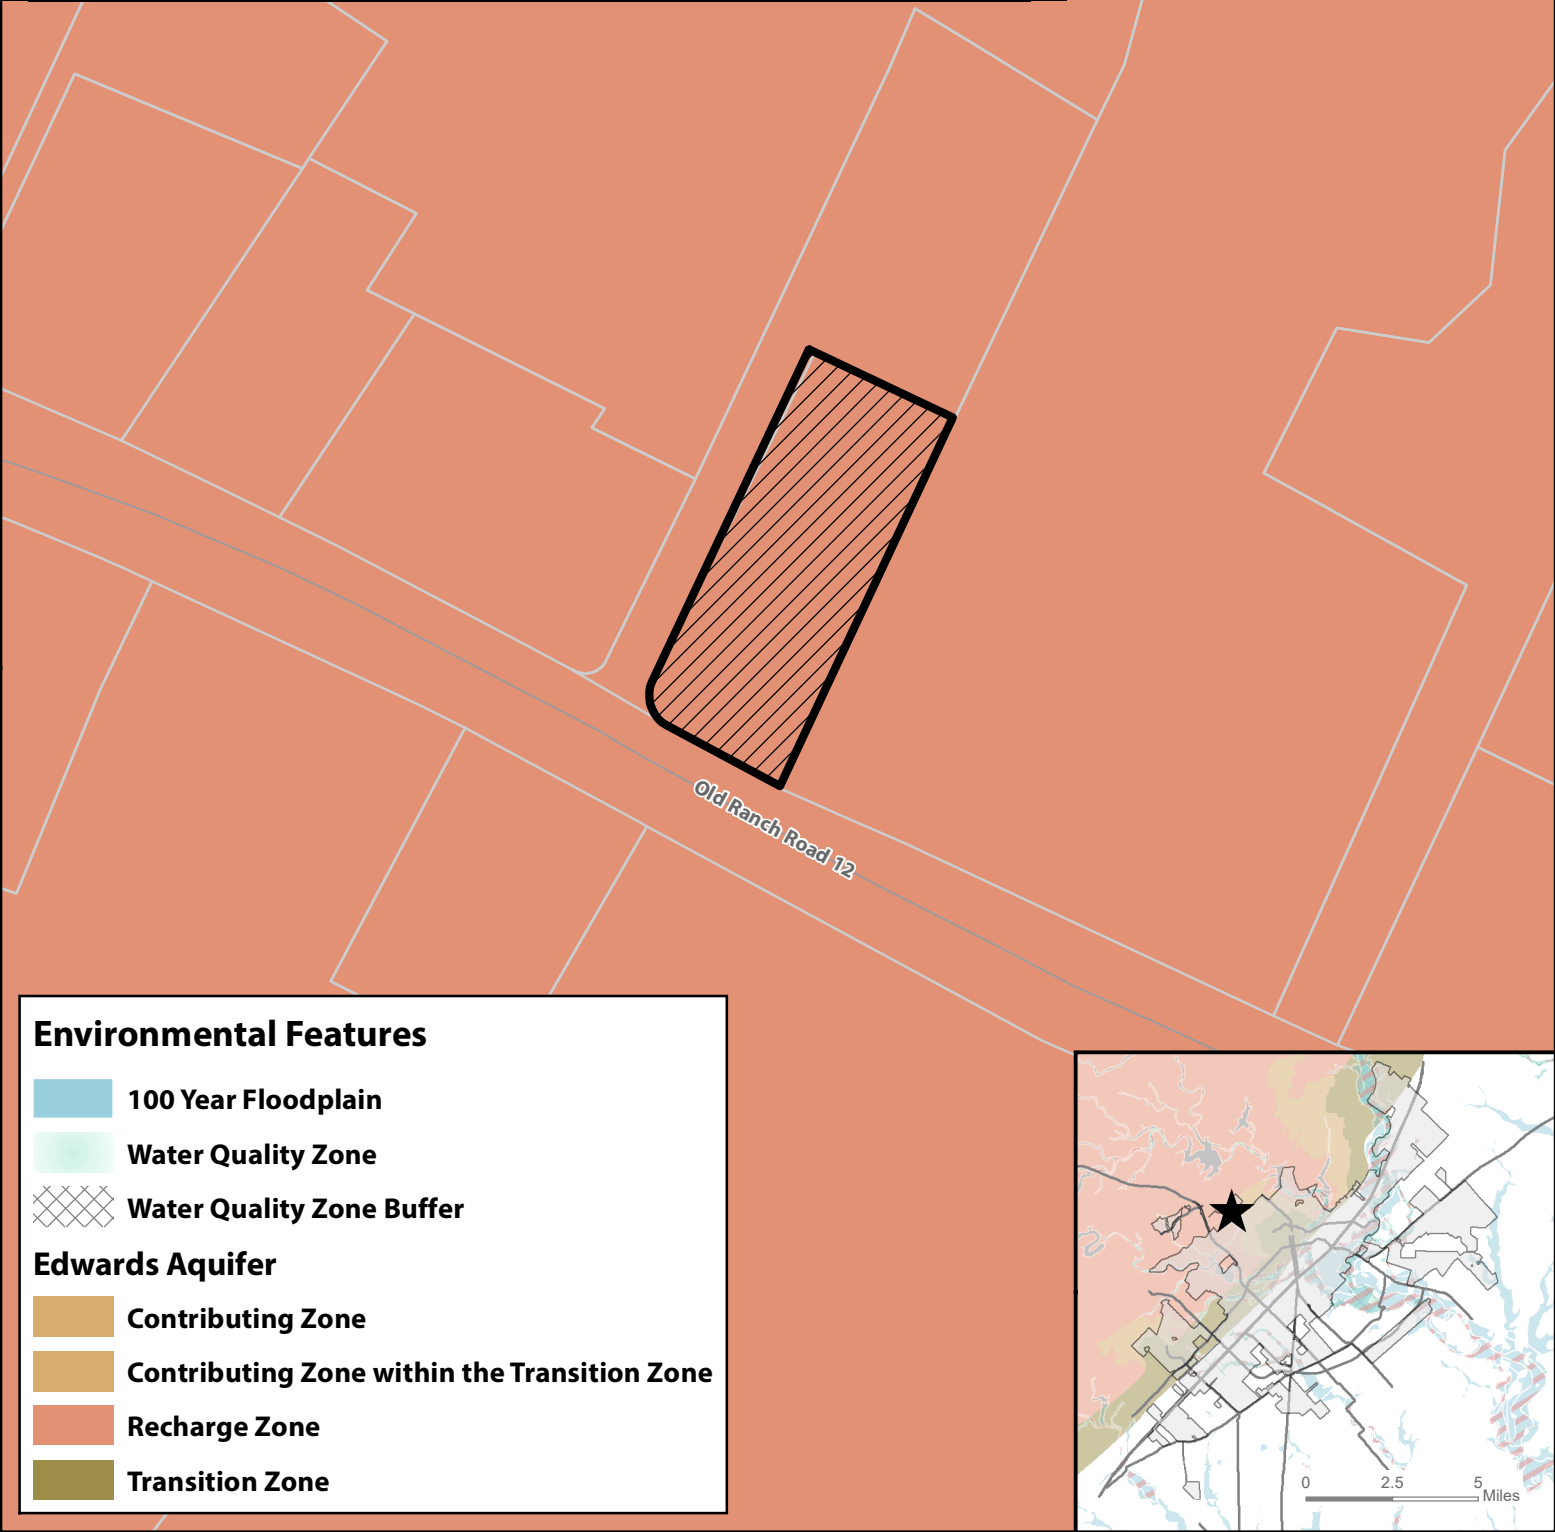 Old Ranch Road 12
Environmental Features
100 Year Floodplain
Water Quality Zone
Water Quality Zone Buffer
Edwards Aquifer
Contributing Zone
Contributing Zone within the Transition Zone
Recharge Zone
Transition Zone
0 2.5 5
Miles